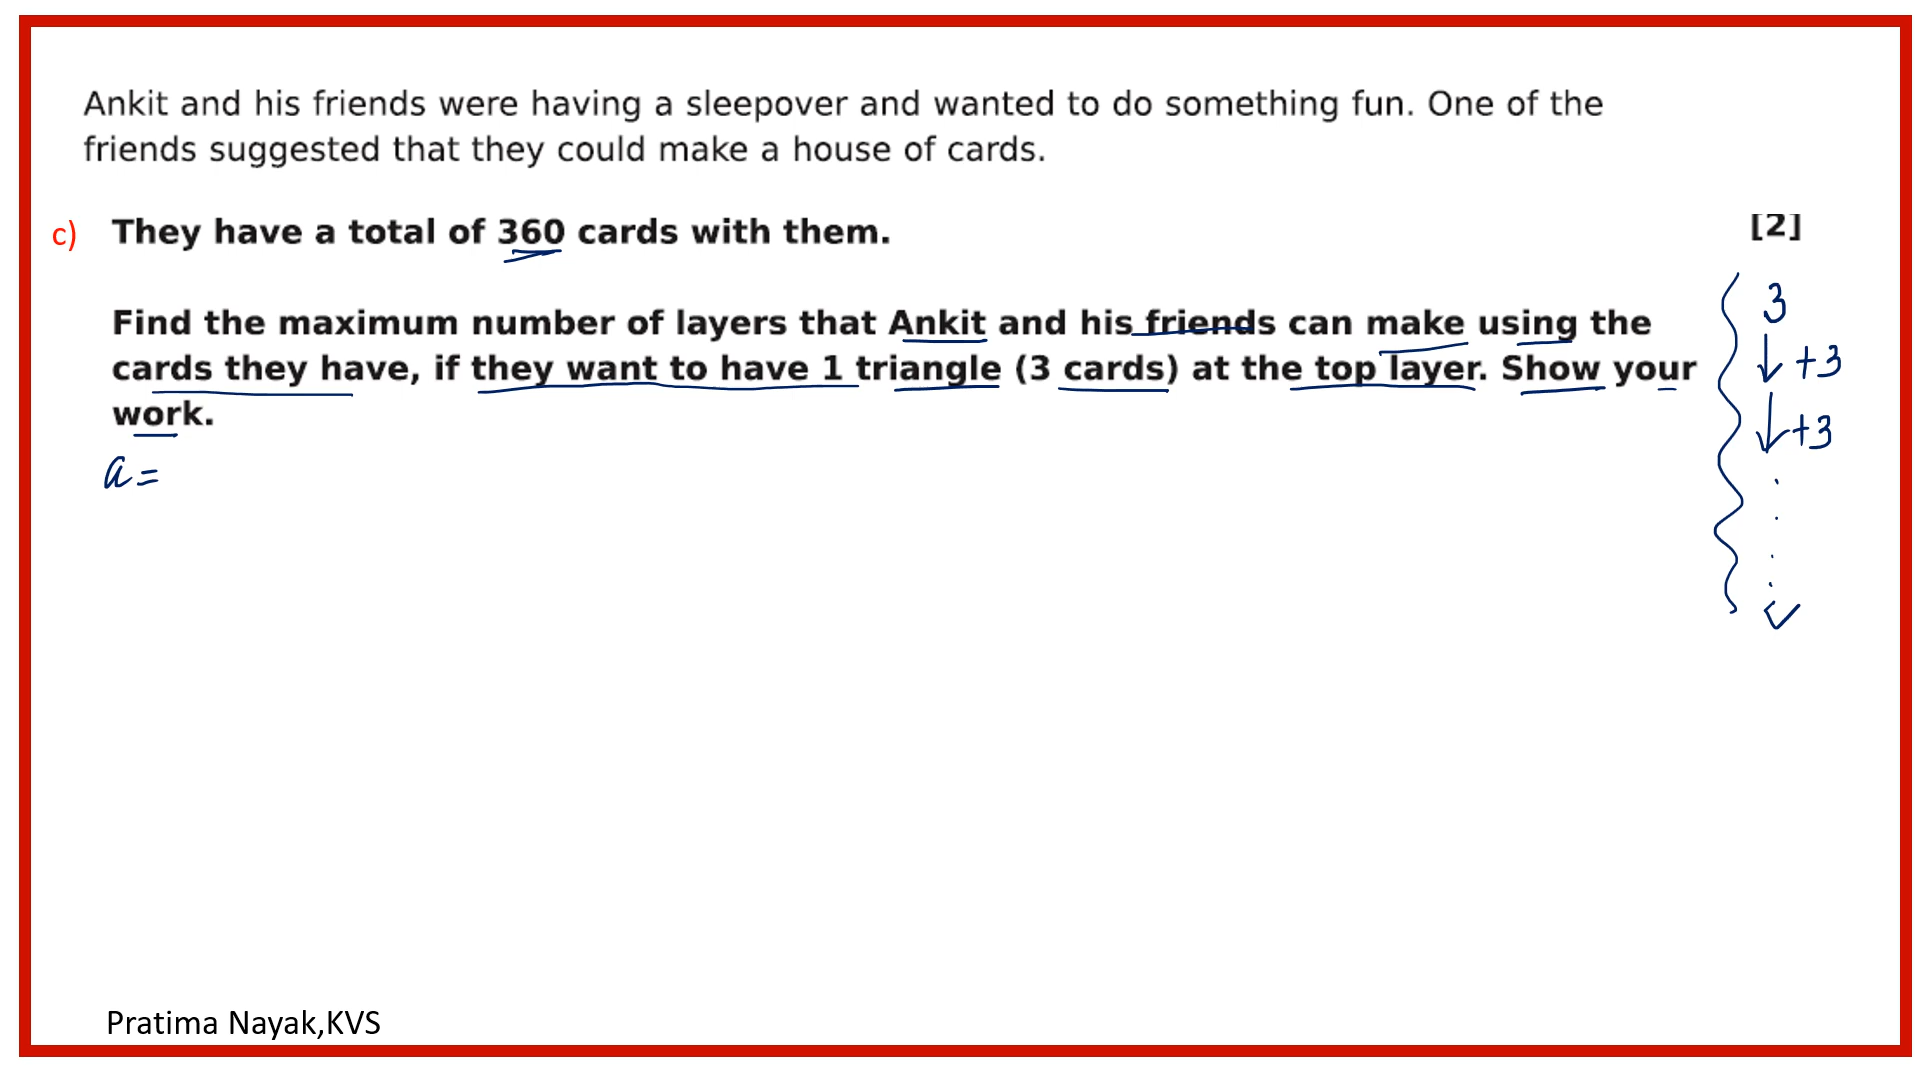 Ankit and his friends were having a sleepover and wanted to do something fun. One of the
friends suggested that they could make a house of cards.
c) They have a total of 360 cards with them. [2]
Find the maximum number of layers that Ankit and his friends can make using the
cards they have, if they want to have 1 triangle (3 cards) at the top layer. Show your
work.
a =
3
↓ +3
↓ +3
.
.
.
.
Pratima Nayak,KVS